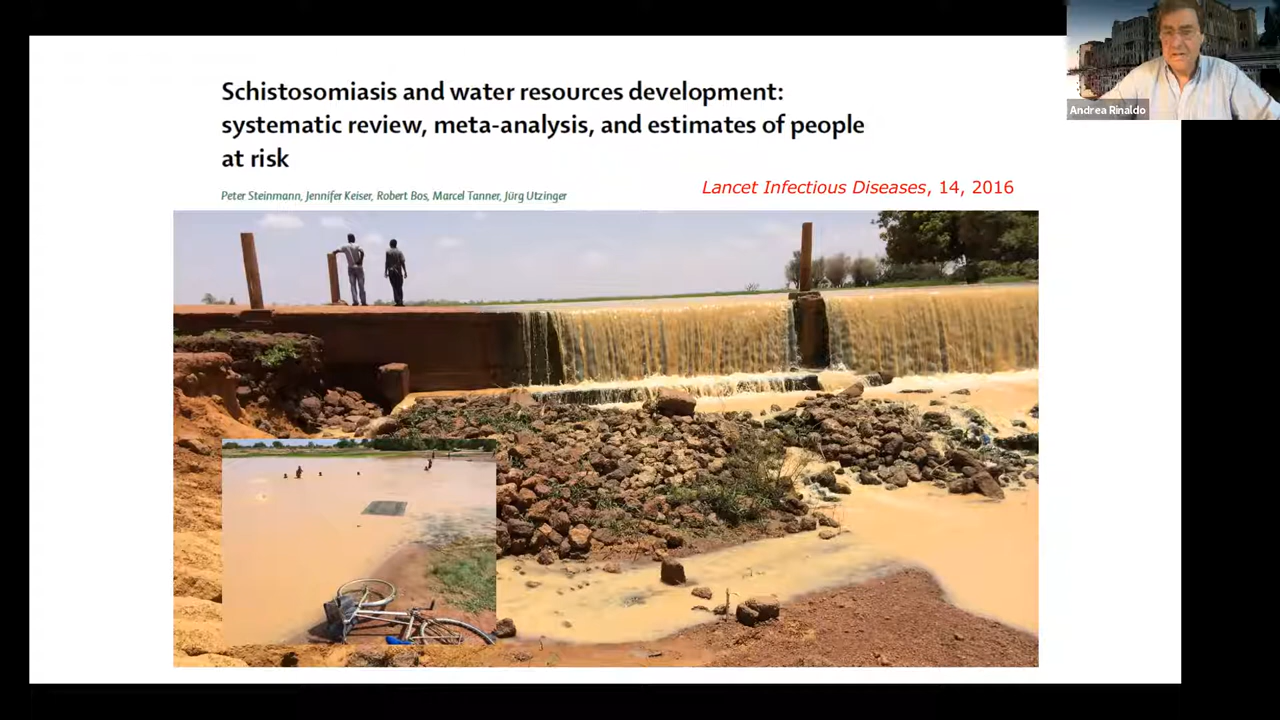 Schistosomiasis and water resources development:
systematic review, meta-analysis, and estimates of people
at risk
Peter Steinmann, Jennifer Keiser, Robert Bos, Marcel Tanner, Jürg Utzinger
Lancet Infectious Diseases, 14, 2016
Andrea Rinaldo